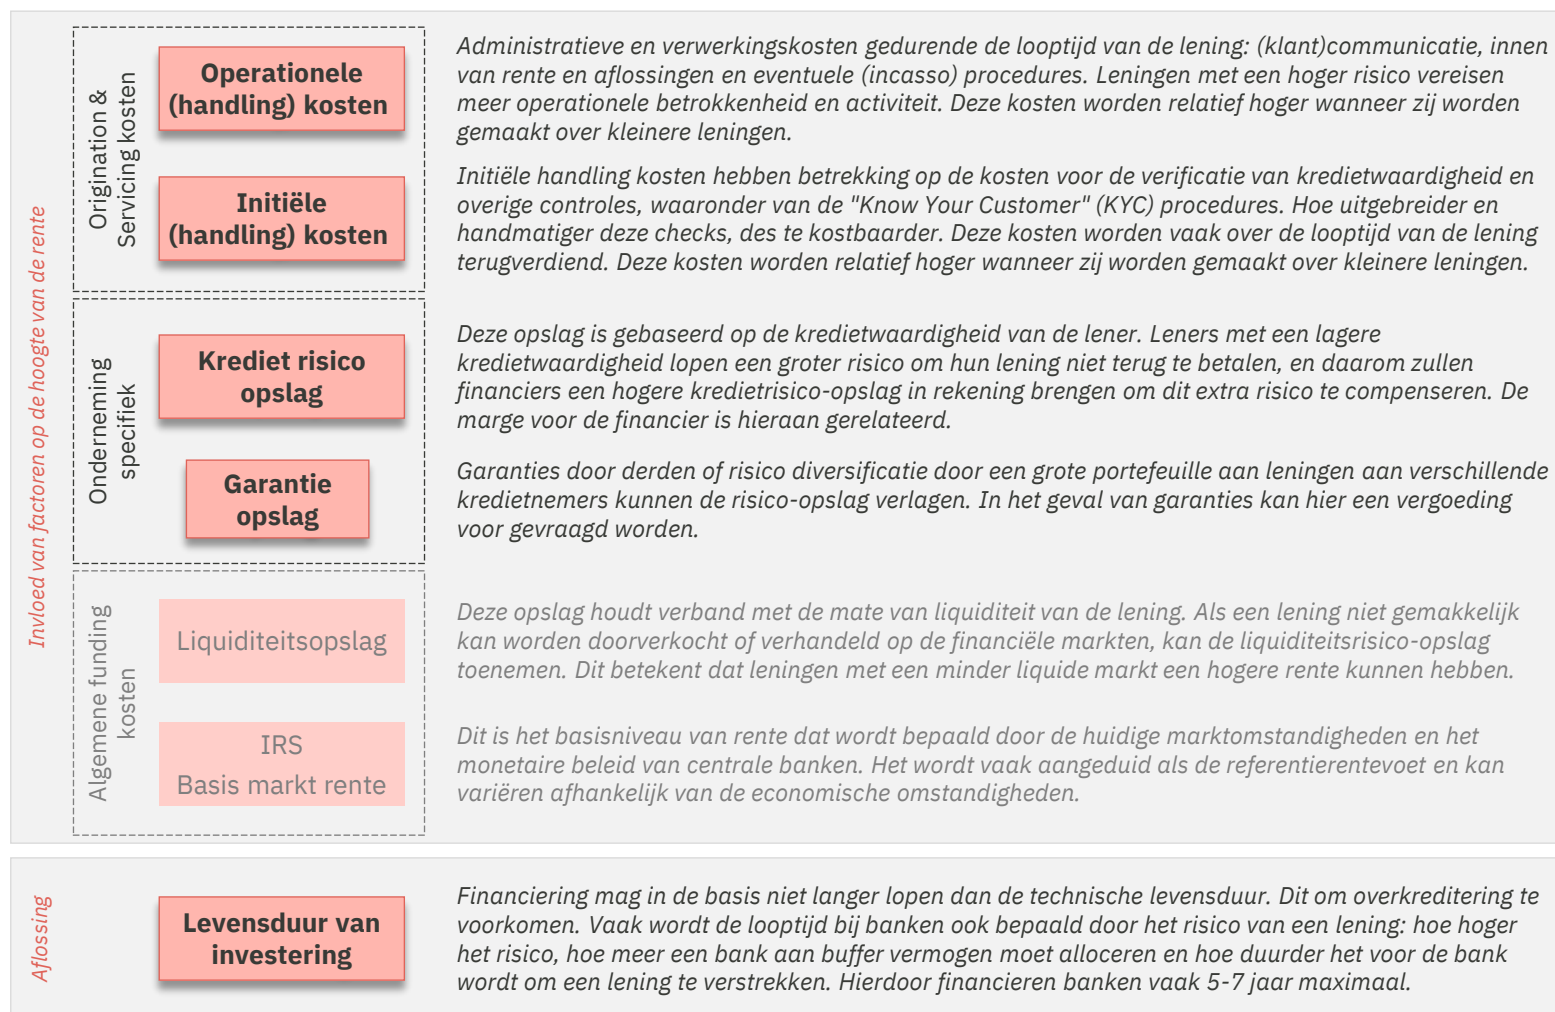 Invloed van factoren op de hoogte van de rente
Origination &
Servicing kosten
Operationele
(handling) kosten
Administratieve en verwerkingskosten gedurende de looptijd van de lening: (klant)communicatie, innen
van rente en aflossingen en eventuele (incasso) procedures. Leningen met een hoger risico vereisen
meer operationele betrokkenheid en activiteit. Deze kosten worden relatief hoger wanneer zij worden
gemaakt over kleinere leningen.
Initiële
(handling) kosten
Initiële handling kosten hebben betrekking op de kosten voor de verificatie van kredietwaardigheid en
overige controles, waaronder van de "Know Your Customer" (KYC) procedures. Hoe uitgebreider en
handmatiger deze checks, des te kostbaarder. Deze kosten worden vaak over de looptijd van de lening
terugverdiend. Deze kosten worden relatief hoger wanneer zij worden gemaakt over kleinere leningen.
Onderneming
specifiek
Krediet risico
opslag
Deze opslag is gebaseerd op de kredietwaardigheid van de lener. Leners met een lagere
kredietwaardigheid lopen een groter risico om hun lening niet terug te betalen, en daarom zullen
financiers een hogere kredietrisico-opslag in rekening brengen om dit extra risico te compenseren. De
marge voor de financier is hieraan gerelateerd.
Garantie
opslag
Garanties door derden of risico diversificatie door een grote portefeuille aan leningen aan verschillende
kredietnemers kunnen de risico-opslag verlagen. In het geval van garanties kan hier een vergoeding
voor gevraagd worden.
Algemene funding
kosten
Liquiditeitsopslag
Deze opslag houdt verband met de mate van liquiditeit van de lening. Als een lening niet gemakkelijk
kan worden doorverkocht of verhandeld op de financiële markten, kan de liquiditeitsrisico-opslag
toenemen. Dit betekent dat leningen met een minder liquide markt een hogere rente kunnen hebben.
IRS
Basis markt rente
Dit is het basisniveau van rente dat wordt bepaald door de huidige marktomstandigheden en het
monetaire beleid van centrale banken. Het wordt vaak aangeduid als de referentierentevoet en kan
variëren afhankelijk van de economische omstandigheden.
Aflossing
Levensduur van
investering
Financiering mag in de basis niet langer lopen dan de technische levensduur. Dit om overkreditering te
voorkomen. Vaak wordt de looptijd bij banken ook bepaald door het risico van een lening: hoe hoger
het risico, hoe meer een bank aan buffer vermogen moet alloceren en hoe duurder het voor de bank
wordt om een lening te verstrekken. Hierdoor financieren banken vaak 5-7 jaar maximaal.